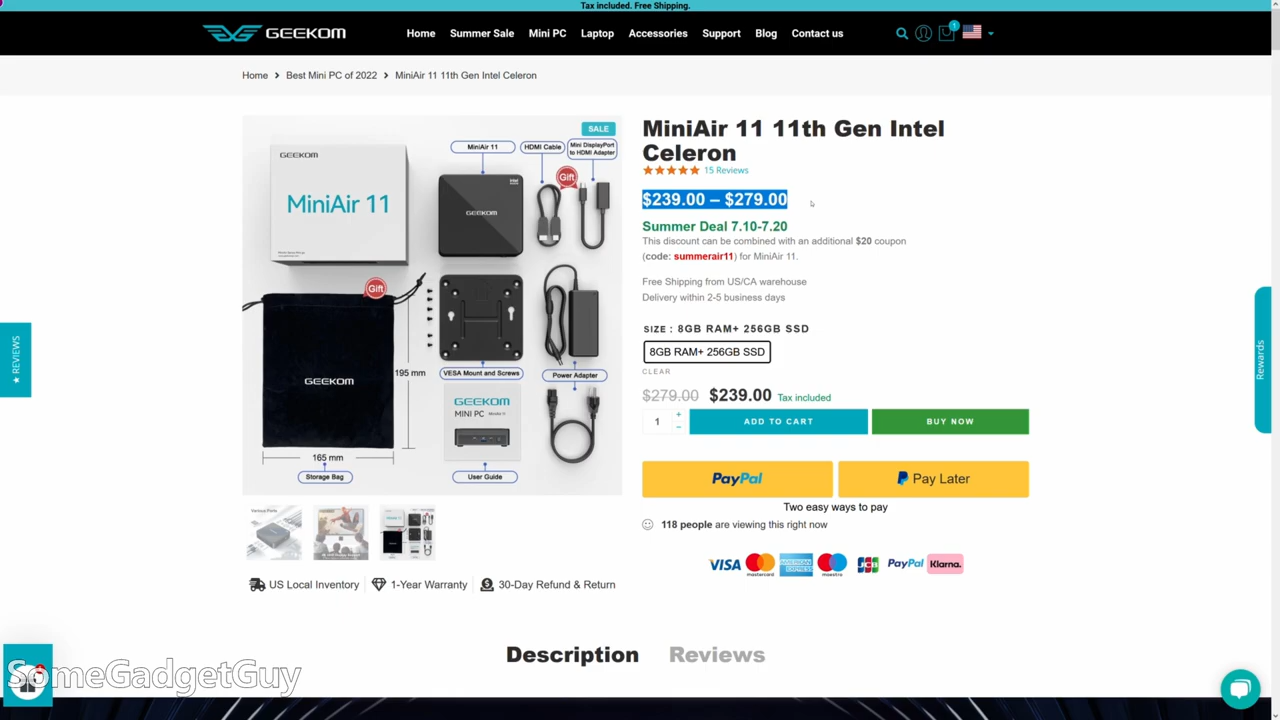 Tax included. Free Shipping.
GEEKOM
Home
Summer Sale
Mini PC
Laptop
Accessories
Support
Blog
Contact us
1
Home
Best Mini PC of 2022
MiniAir 11 11th Gen Intel Celeron
SALE
MiniAir 11
HDMI Cable
Mini DisplayPort
to HDMI Adapter
GEEKOM
Gift
MiniAir 11
GEEKOM
Gift
GEEKOM
195 mm
VESA Mount and Screws
Power Adapter
GEEKOM
MINI PC
165 mm
Storage Bag
User Guide
MiniAir 11 11th Gen Intel
Celeron
15 Reviews
$239.00 – $279.00
Summer Deal 7.10-7.20
This discount can be combined with an additional $20 coupon
(code: summerair11) for MiniAir 11.
Free Shipping from US/CA warehouse
Delivery within 2-5 business days
SIZE : 8GB RAM+ 256GB SSD
8GB RAM+ 256GB SSD
CLEAR
$279.00 $239.00 Tax included
1
+
−
ADD TO CART
BUY NOW
PayPal
Pay Later
Two easy ways to pay
118 people are viewing this right now
VISA
mastercard
AMERICAN EXPRESS
maestro
JCB
PayPal
Klarna.
US Local Inventory
1-Year Warranty
30-Day Refund & Return
★ REVIEWS
Rewards
Description
Reviews
SomeGadgetGuy